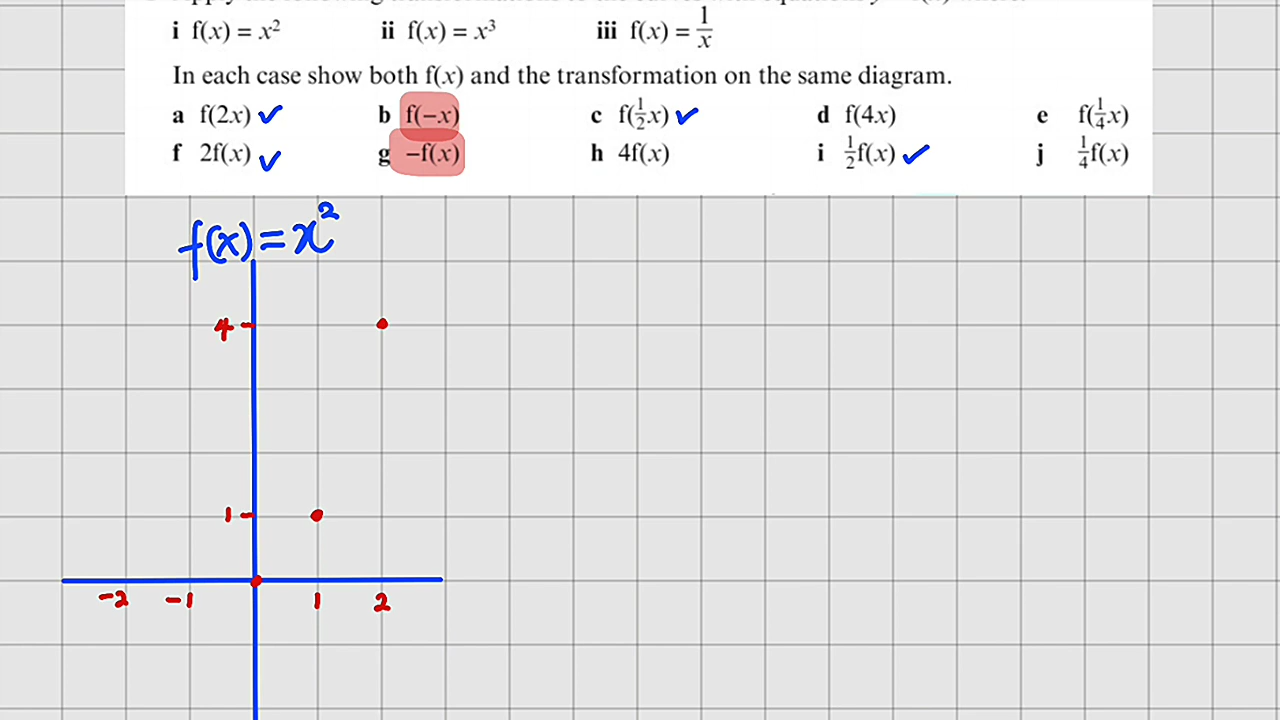 i f(x) = x² ii f(x) = x³ iii f(x) = 1/x
In each case show both f(x) and the transformation on the same diagram.
a f(2x) ✓ b f(−x) c f(½x) ✓ d f(4x) e f(¼x)
f 2f(x) ✓ g −f(x) h 4f(x) i ½f(x) ✓ j ¼f(x)
f(x) = x²
4
1
-2 -1 1 2